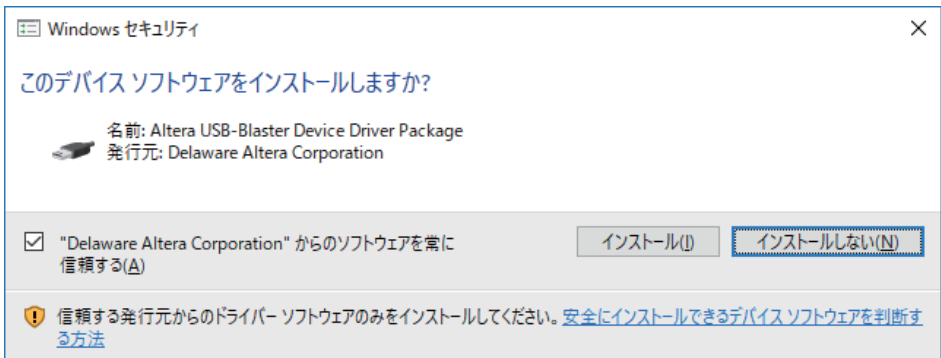 Windows セキュリティ
このデバイス ソフトウェアをインストールしますか?
名前: Altera USB-Blaster Device Driver Package
発行元: Delaware Altera Corporation
"Delaware Altera Corporation" からのソフトウェアを常に
信頼する(A)
インストール(I)
インストールしない(N)
信頼する発行元からのドライバー ソフトウェアのみをインストールしてください。安全にインストールできるデバイス ソフトウェアを判断す
る方法